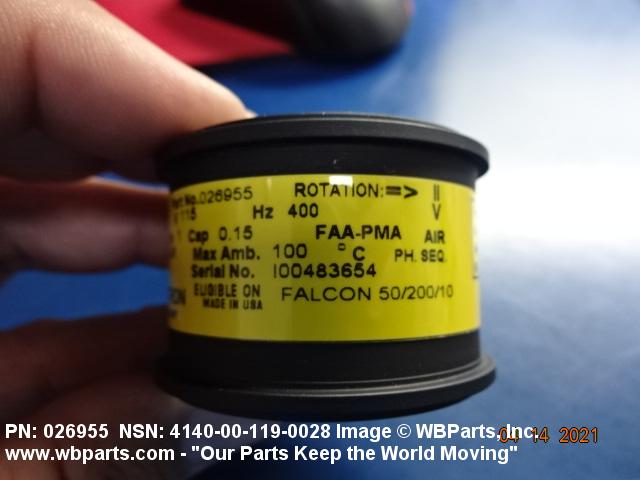 Part No. 026955 ROTATION: => II
V 115 Hz 400 V
1 Cap 0.15 FAA-PMA AIR
Max Amb. 100 °C PH. SEQ.
Serial No. I00483654
ELIGIBLE ON FALCON 50/200/10
MADE IN USA
PN: 026955 NSN: 4140-00-119-0028 Image © WBParts, Inc.
04 14 2021
www.wbparts.com - "Our Parts Keep the World Moving"